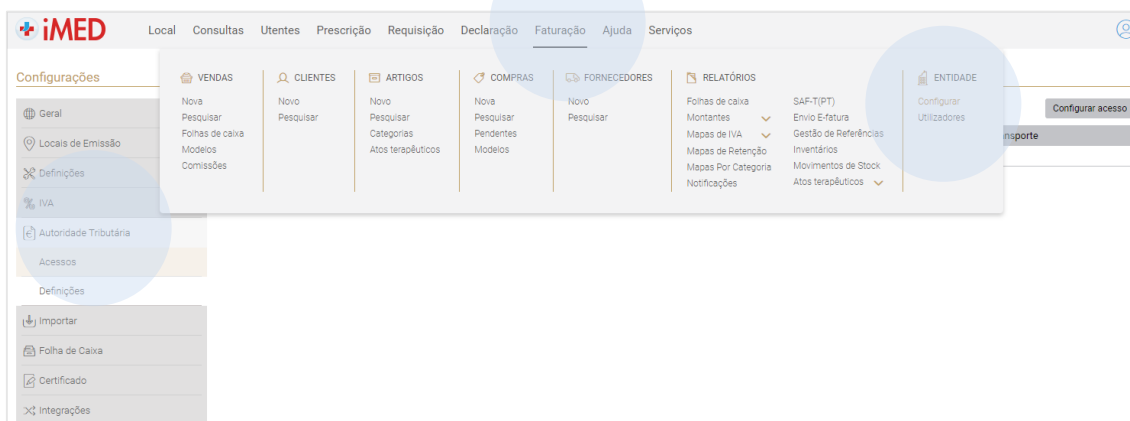 iMED
Local Consultas Utentes Prescrição Requisição Declaração Faturação Ajuda Serviços
Configurações
Geral
Locais de Emissão
Definições
IVA
Autoridade Tributária
Acessos
Definições
Importar
Folha de Caixa
Certificado
Integrações
VENDAS
Nova
Pesquisar
Folhas de caixa
Modelos
Comissões
CLIENTES
Novo
Pesquisar
ARTIGOS
Novo
Pesquisar
Categorias
Atos terapêuticos
COMPRAS
Nova
Pesquisar
Pendentes
Modelos
FORNECEDORES
Novo
Pesquisar
RELATÓRIOS
Folhas de caixa
Montantes
Mapas de IVA
Mapas de Retenção
Mapas Por Categoria
Notificações
SAF-T(PT)
Envio E-fatura
Gestão de Referências
Inventários
Movimentos de Stock
Atos terapêuticos
ENTIDADE
Configurar
Utilizadores
Configurar acesso
nsporte